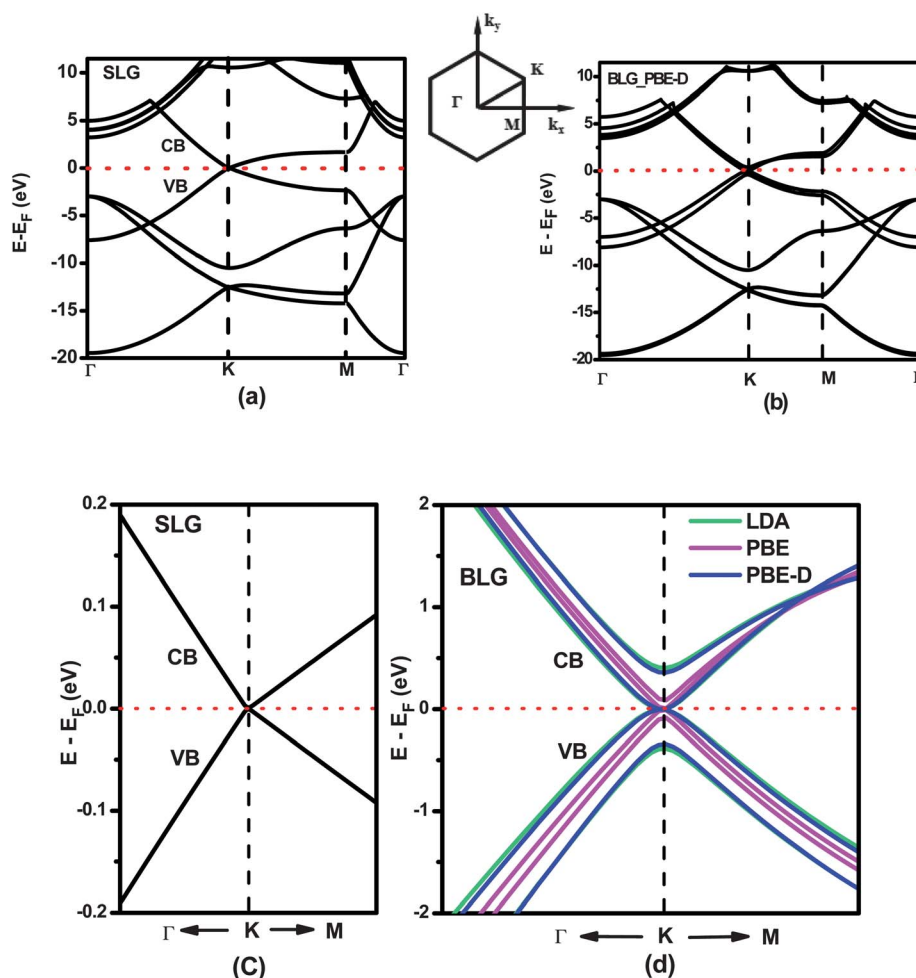 SLG
CB
VB
E-E_F (eV)
10
5
0
-5
-10
-15
-20
Γ K M Γ
(a)
k_y
K
Γ
M
k_x
BLG_PBE-D
E - E_F (eV)
10
5
0
-5
-10
-15
-20
Γ K M
(b)
SLG
CB
VB
E - E_F (eV)
0.2
0.1
0.0
-0.1
-0.2
Γ K M
(C)
LDA
PBE
PBE-D
BLG
CB
VB
E - E_F (eV)
2
1
0
-1
-2
Γ K M
(d)